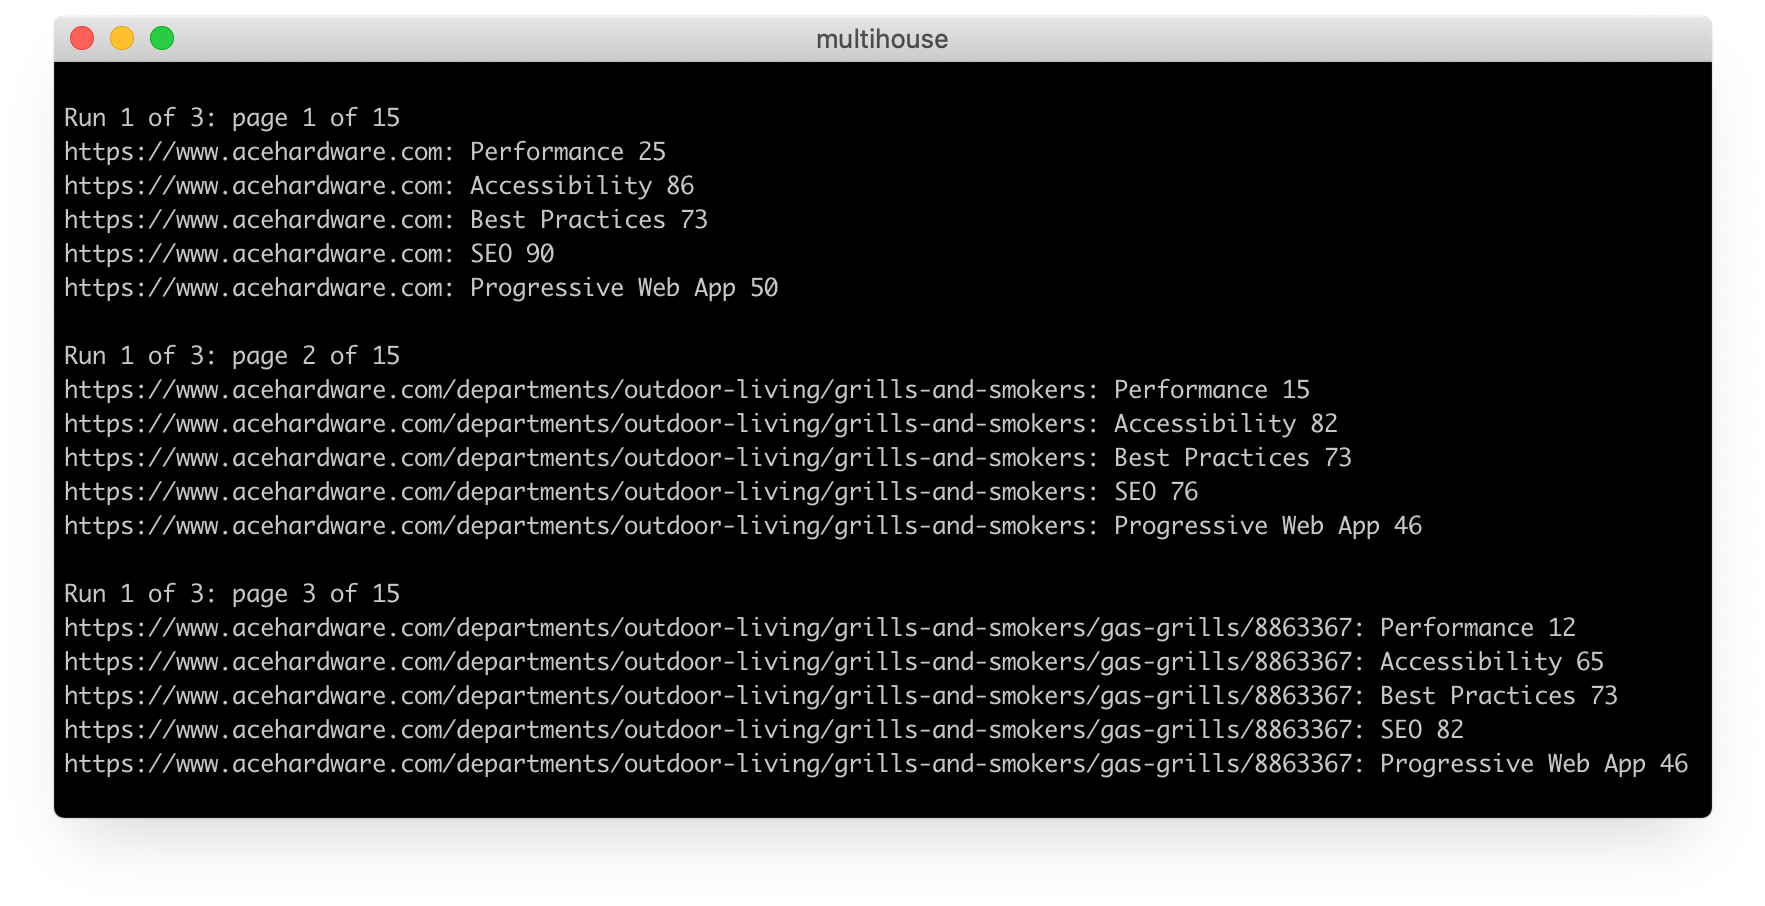 multihouse
Run 1 of 3: page 1 of 15
https://www.acehardware.com: Performance 25
https://www.acehardware.com: Accessibility 86
https://www.acehardware.com: Best Practices 73
https://www.acehardware.com: SEO 90
https://www.acehardware.com: Progressive Web App 50
Run 1 of 3: page 2 of 15
https://www.acehardware.com/departments/outdoor-living/grills-and-smokers: Performance 15
https://www.acehardware.com/departments/outdoor-living/grills-and-smokers: Accessibility 82
https://www.acehardware.com/departments/outdoor-living/grills-and-smokers: Best Practices 73
https://www.acehardware.com/departments/outdoor-living/grills-and-smokers: SEO 76
https://www.acehardware.com/departments/outdoor-living/grills-and-smokers: Progressive Web App 46
Run 1 of 3: page 3 of 15
https://www.acehardware.com/departments/outdoor-living/grills-and-smokers/gas-grills/8863367: Performance 12
https://www.acehardware.com/departments/outdoor-living/grills-and-smokers/gas-grills/8863367: Accessibility 65
https://www.acehardware.com/departments/outdoor-living/grills-and-smokers/gas-grills/8863367: Best Practices 73
https://www.acehardware.com/departments/outdoor-living/grills-and-smokers/gas-grills/8863367: SEO 82
https://www.acehardware.com/departments/outdoor-living/grills-and-smokers/gas-grills/8863367: Progressive Web App 46